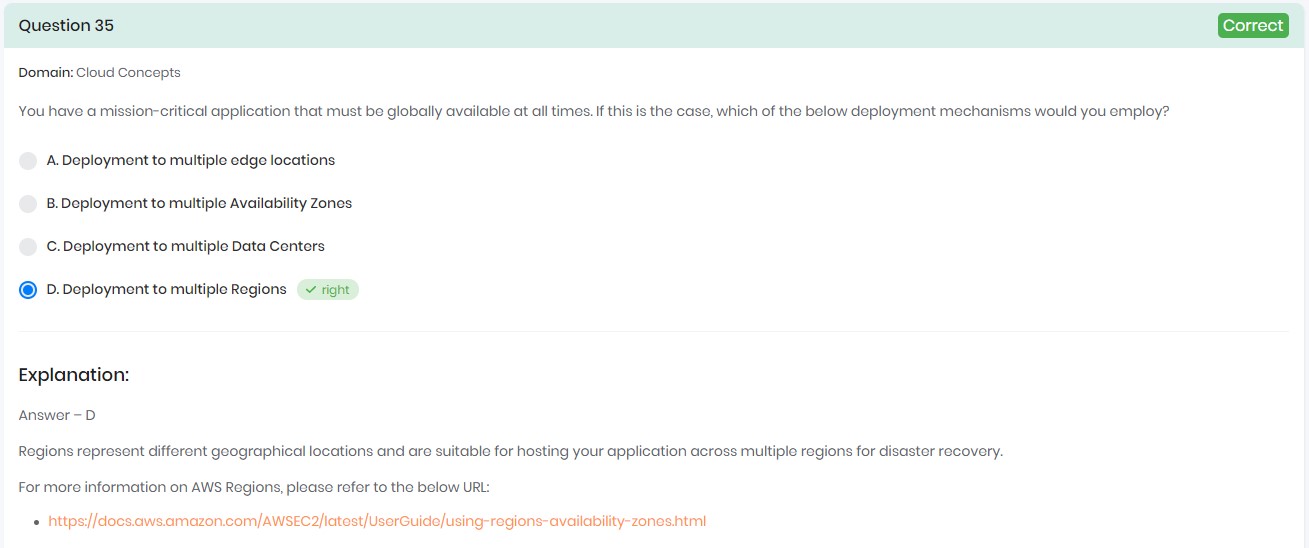 Question 35
Correct
Domain: Cloud Concepts
You have a mission-critical application that must be globally available at all times. If this is the case, which of the below deployment mechanisms would you employ?
A. Deployment to multiple edge locations
B. Deployment to multiple Availability Zones
C. Deployment to multiple Data Centers
D. Deployment to multiple Regions
right
Explanation:
Answer – D
Regions represent different geographical locations and are suitable for hosting your application across multiple regions for disaster recovery.
For more information on AWS Regions, please refer to the below URL:
https://docs.aws.amazon.com/AWSEC2/latest/UserGuide/using-regions-availability-zones.html